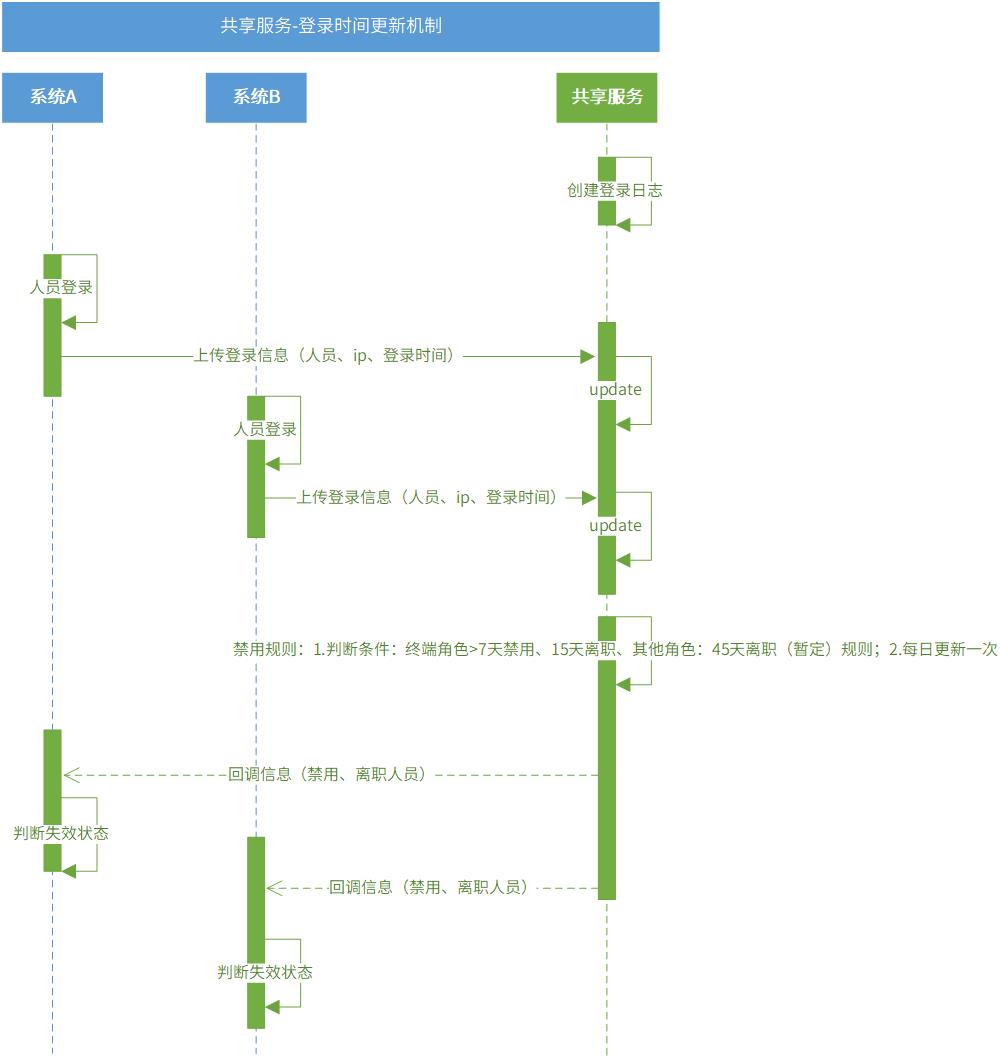 共享服务-登录时间更新机制
系统A
系统B
共享服务
创建登录日志
人员登录
上传登录信息（人员、ip、登录时间）
update
人员登录
上传登录信息（人员、ip、登录时间）
update
禁用规则：1.判断条件：终端角色>7天禁用、15天离职、其他角色：45天离职（暂定）规则；2.每日更新一次
回调信息（禁用、离职人员）
判断失效状态
回调信息（禁用、离职人员）
判断失效状态